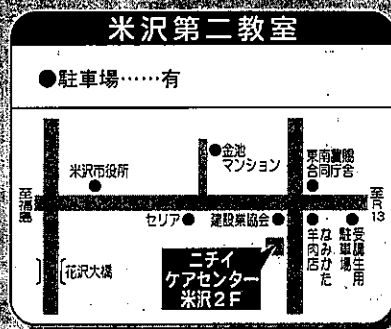 米沢第二教室
●駐車場……有
●金池
マンション
東南置賜
合同庁舎
米沢市役所
至福島
至R13
セリア●
建設業協会●
なみかた
羊肉店
受講生用
駐車場
花沢大橋
ニチイ
ケアセンター
米沢2F